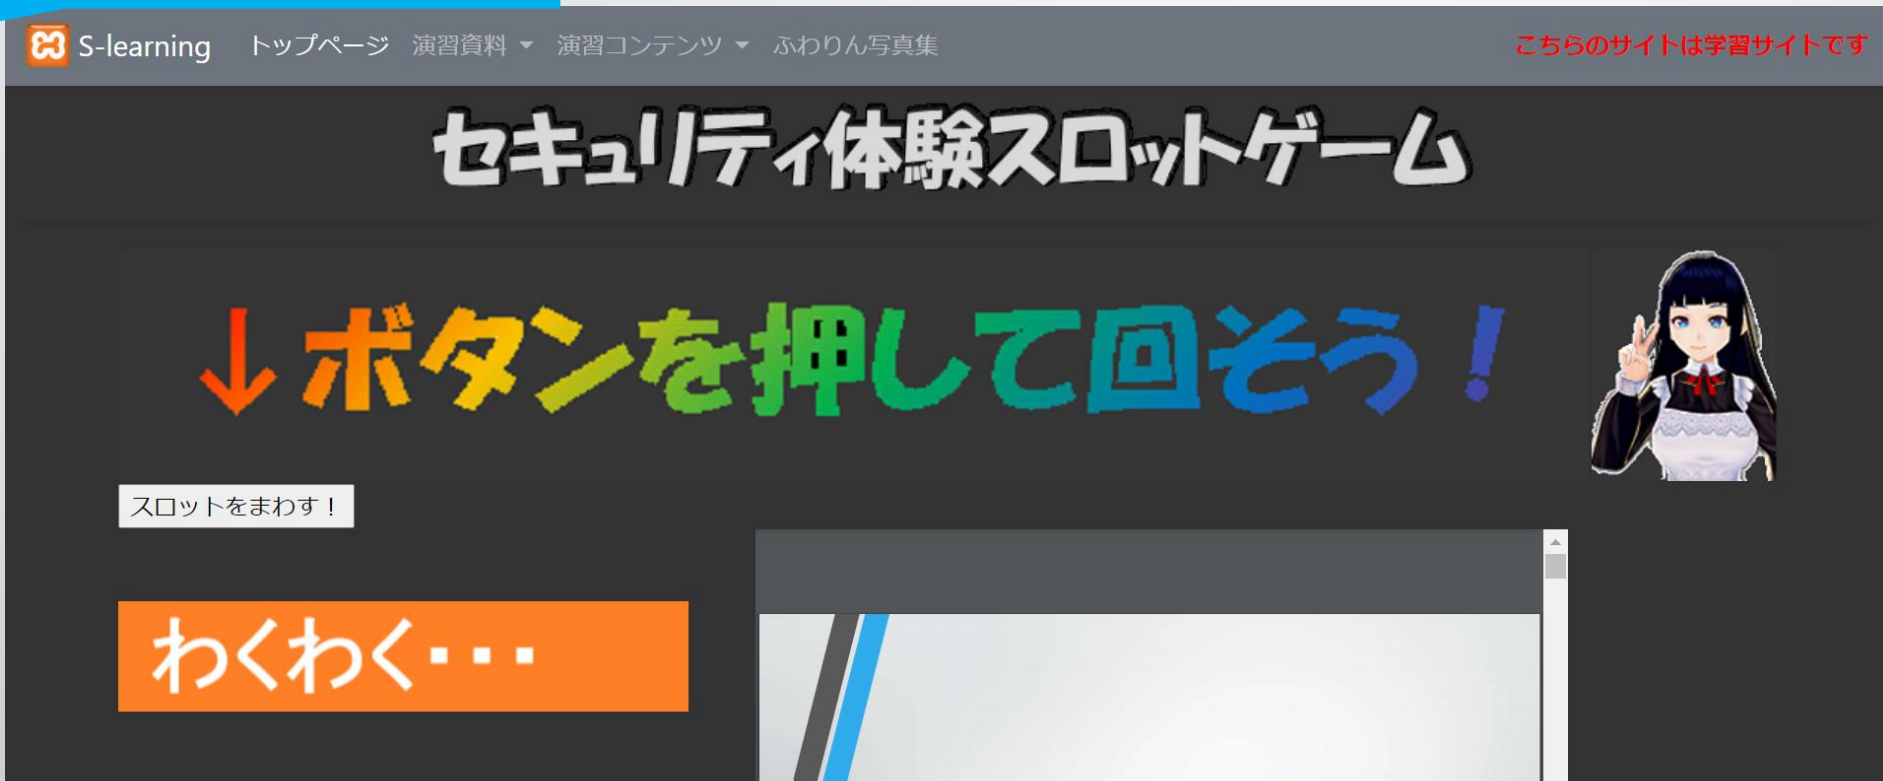 S-learning トップページ 演習資料 演習コンテンツ ふわりん写真集 こちらのサイトは学習サイトです
セキュリティ体験スロットゲーム
↓ボタンを押して回そう！
スロットをまわす！
わくわく・・・